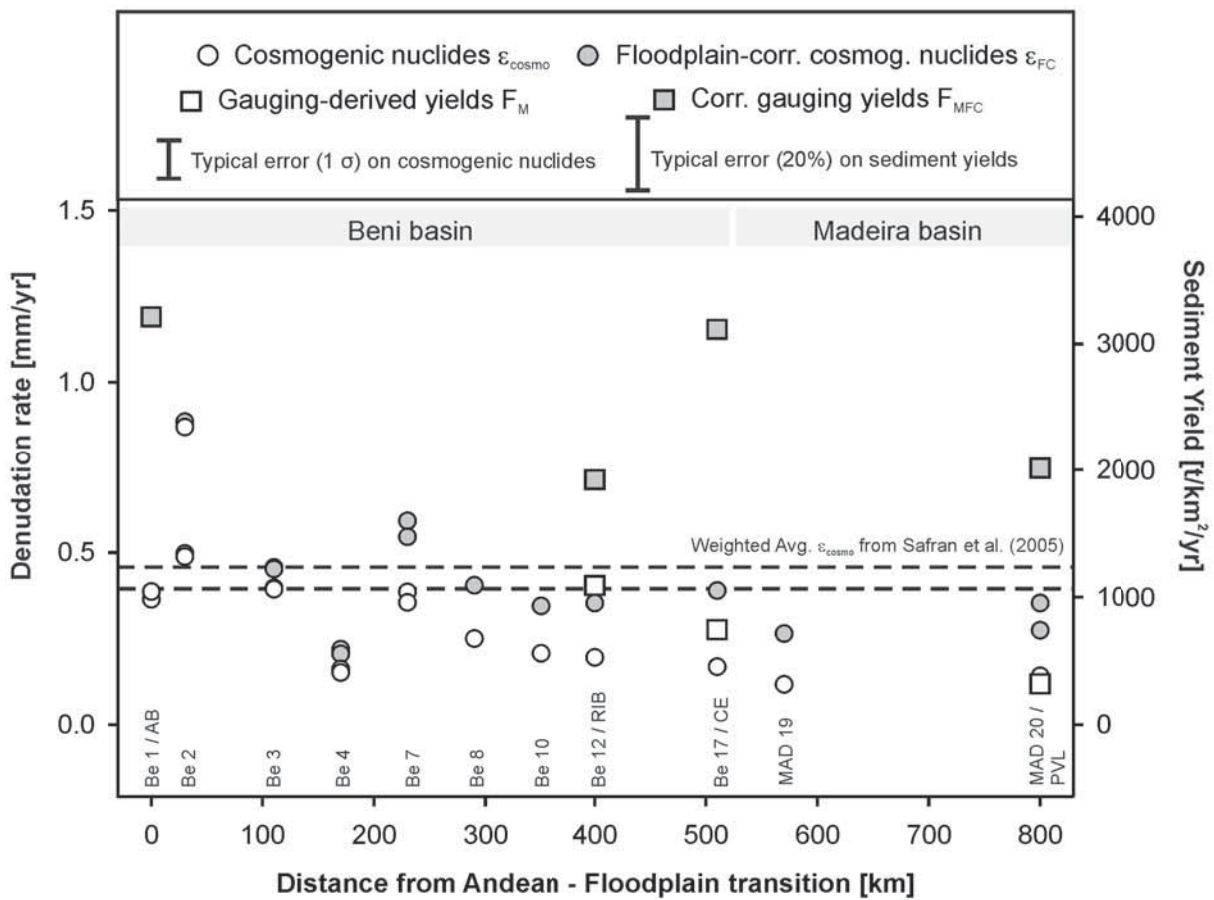 Cosmogenic nuclides ε_cosmo
Floodplain-corr. cosmog. nuclides ε_FC
Gauging-derived yields F_M
Corr. gauging yields F_MFC
Typical error (1 σ) on cosmogenic nuclides
Typical error (20%) on sediment yields
Beni basin
Madeira basin
Denudation rate [mm/yr]
1.5
1.0
0.5
0.0
4000
3000
2000
1000
0
Sediment Yield [t/km²/yr]
Weighted Avg. ε_cosmo from Safran et al. (2005)
Be 1 / AB
Be 2
Be 3
Be 4
Be 7
Be 8
Be 10
Be 12 / RIB
Be 17 / CE
MAD 19
MAD 20 /
PVL
0
100
200
300
400
500
600
700
800
Distance from Andean - Floodplain transition [km]